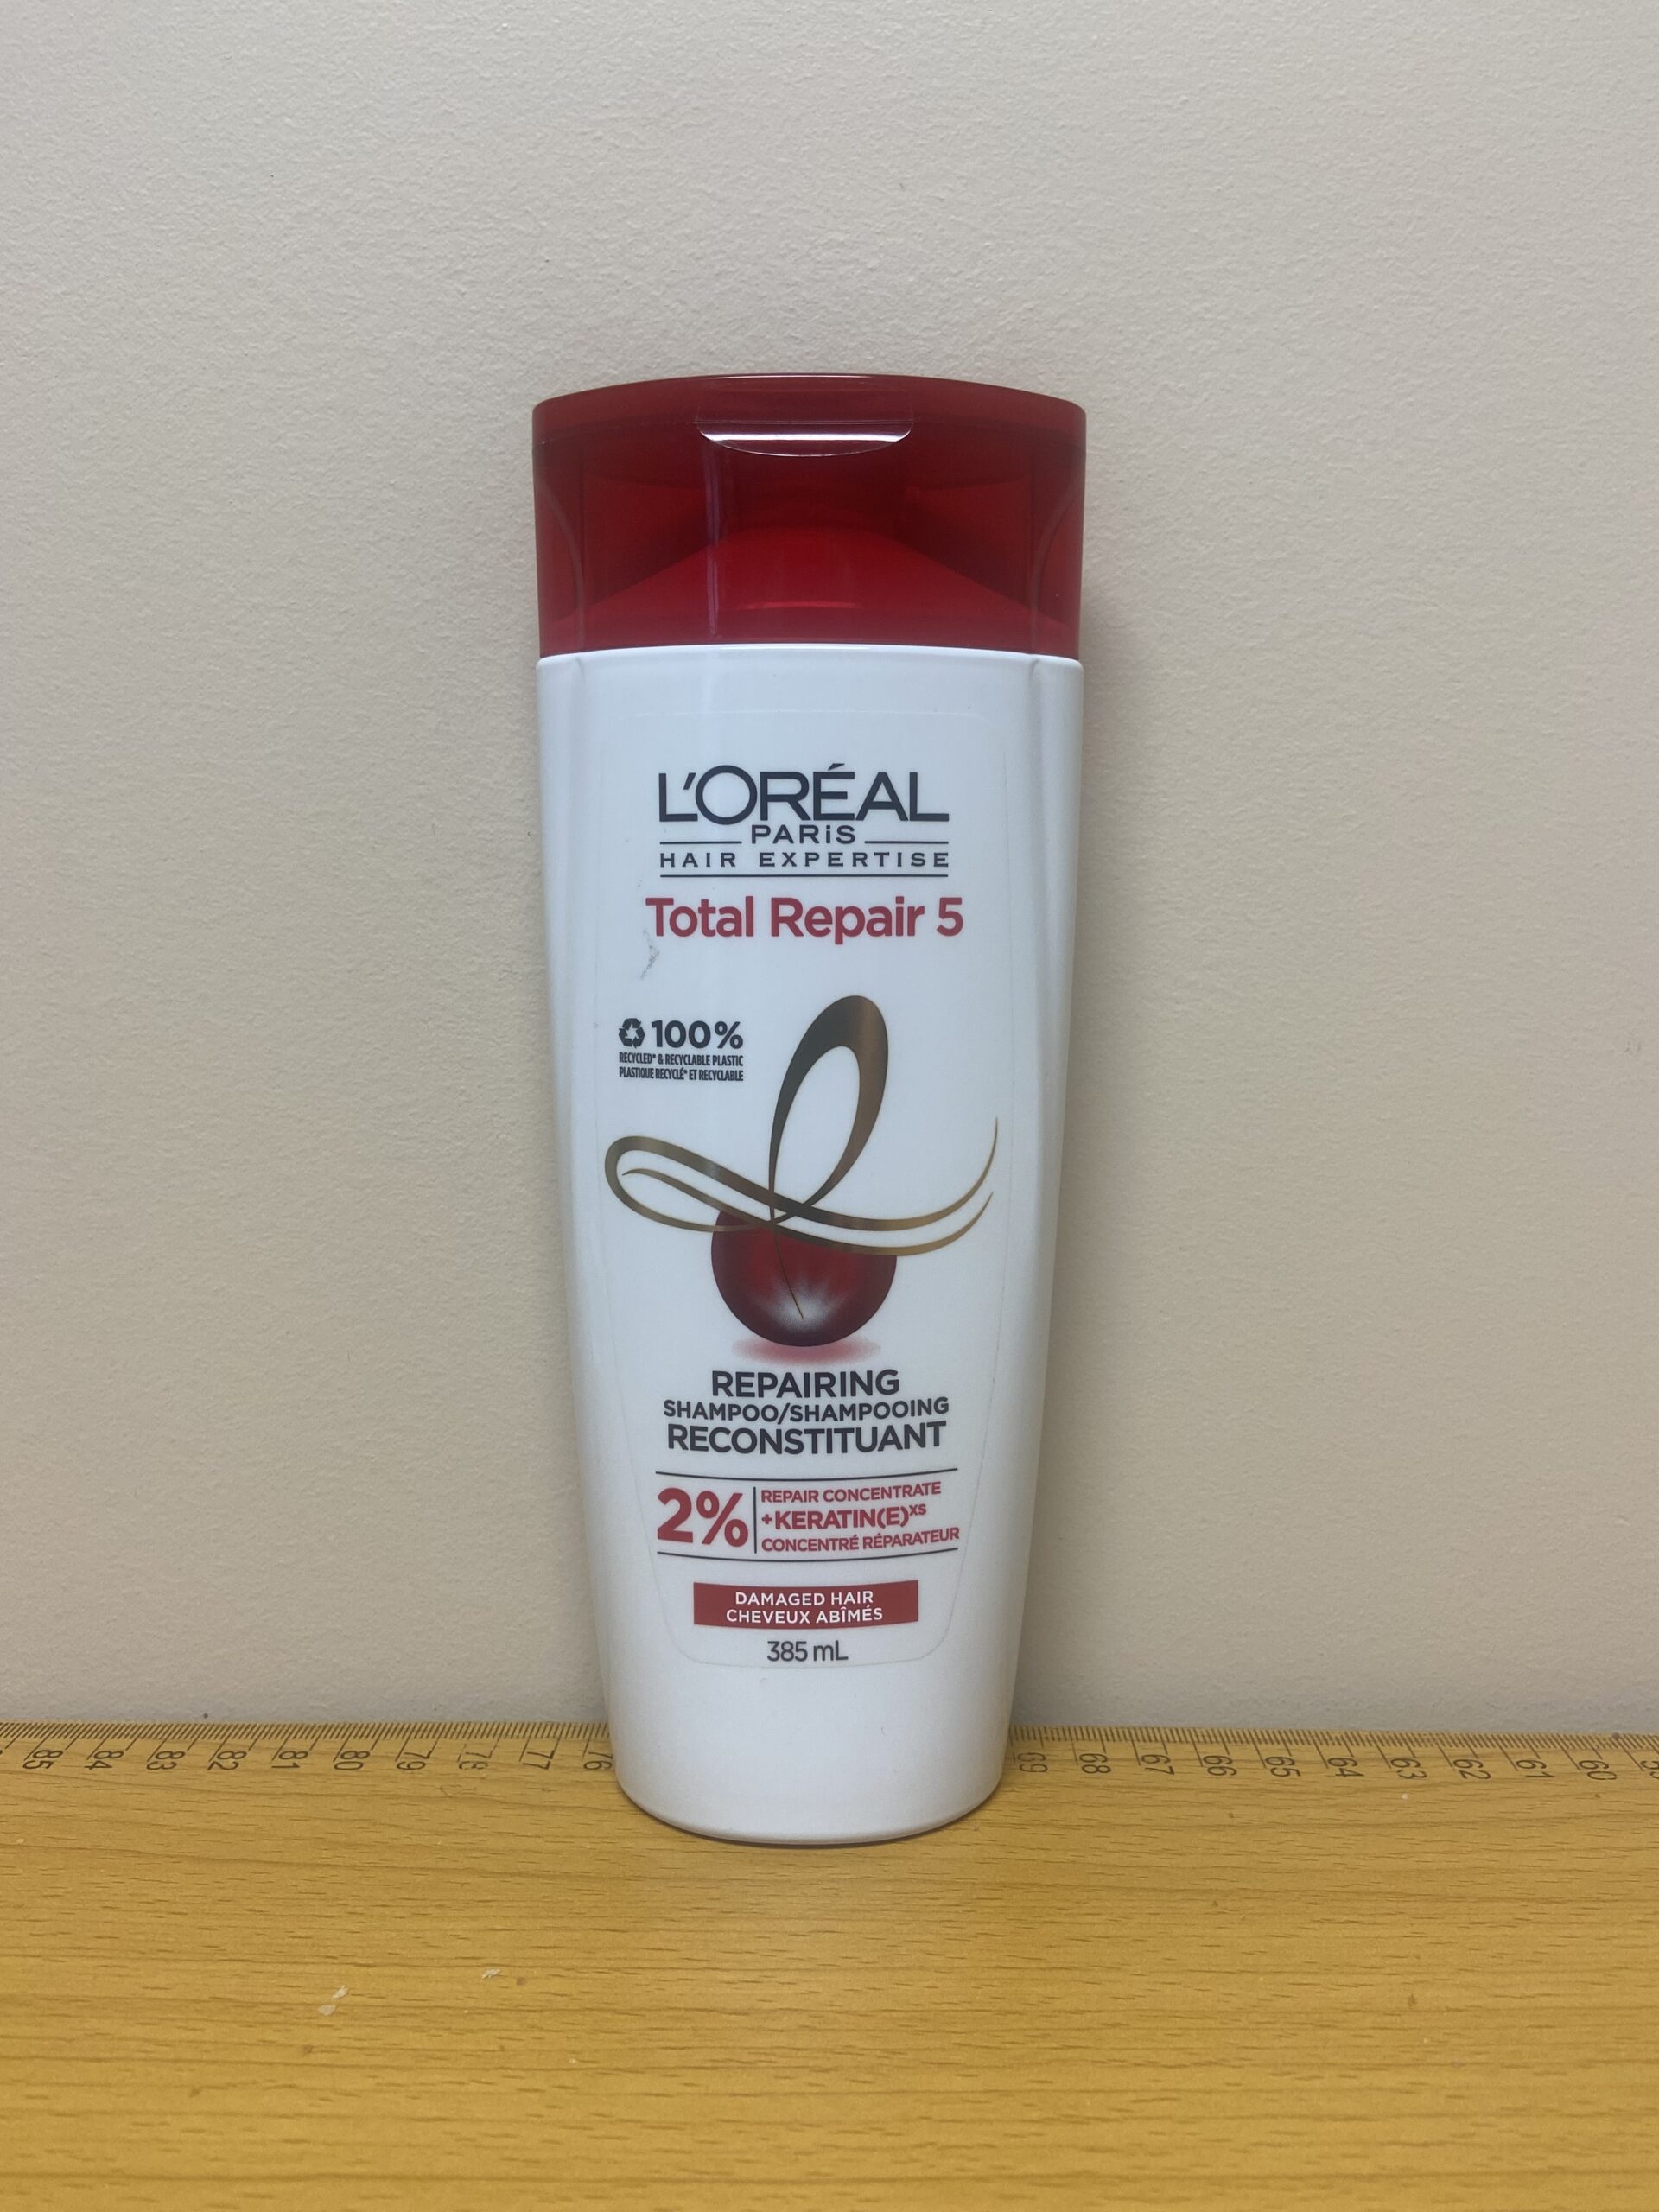 L'ORÉAL
PARiS
HAIR EXPERTISE
Total Repair 5
100%
RECYCLED* & RECYCLABLE PLASTIC
PLASTIQUE RECYCLÉ* ET RECYCLABLE
REPAIRING
SHAMPOO/SHAMPOOING
RECONSTITUANT
2%
REPAIR CONCENTRATE
+KERATIN(E)XS
CONCENTRÉ RÉPARATEUR
DAMAGED HAIR
CHEVEUX ABÎMÉS
385 mL
85 84 83 82 81 80 79 78 77 76 69 68 67 66 65 64 63 62 61 60